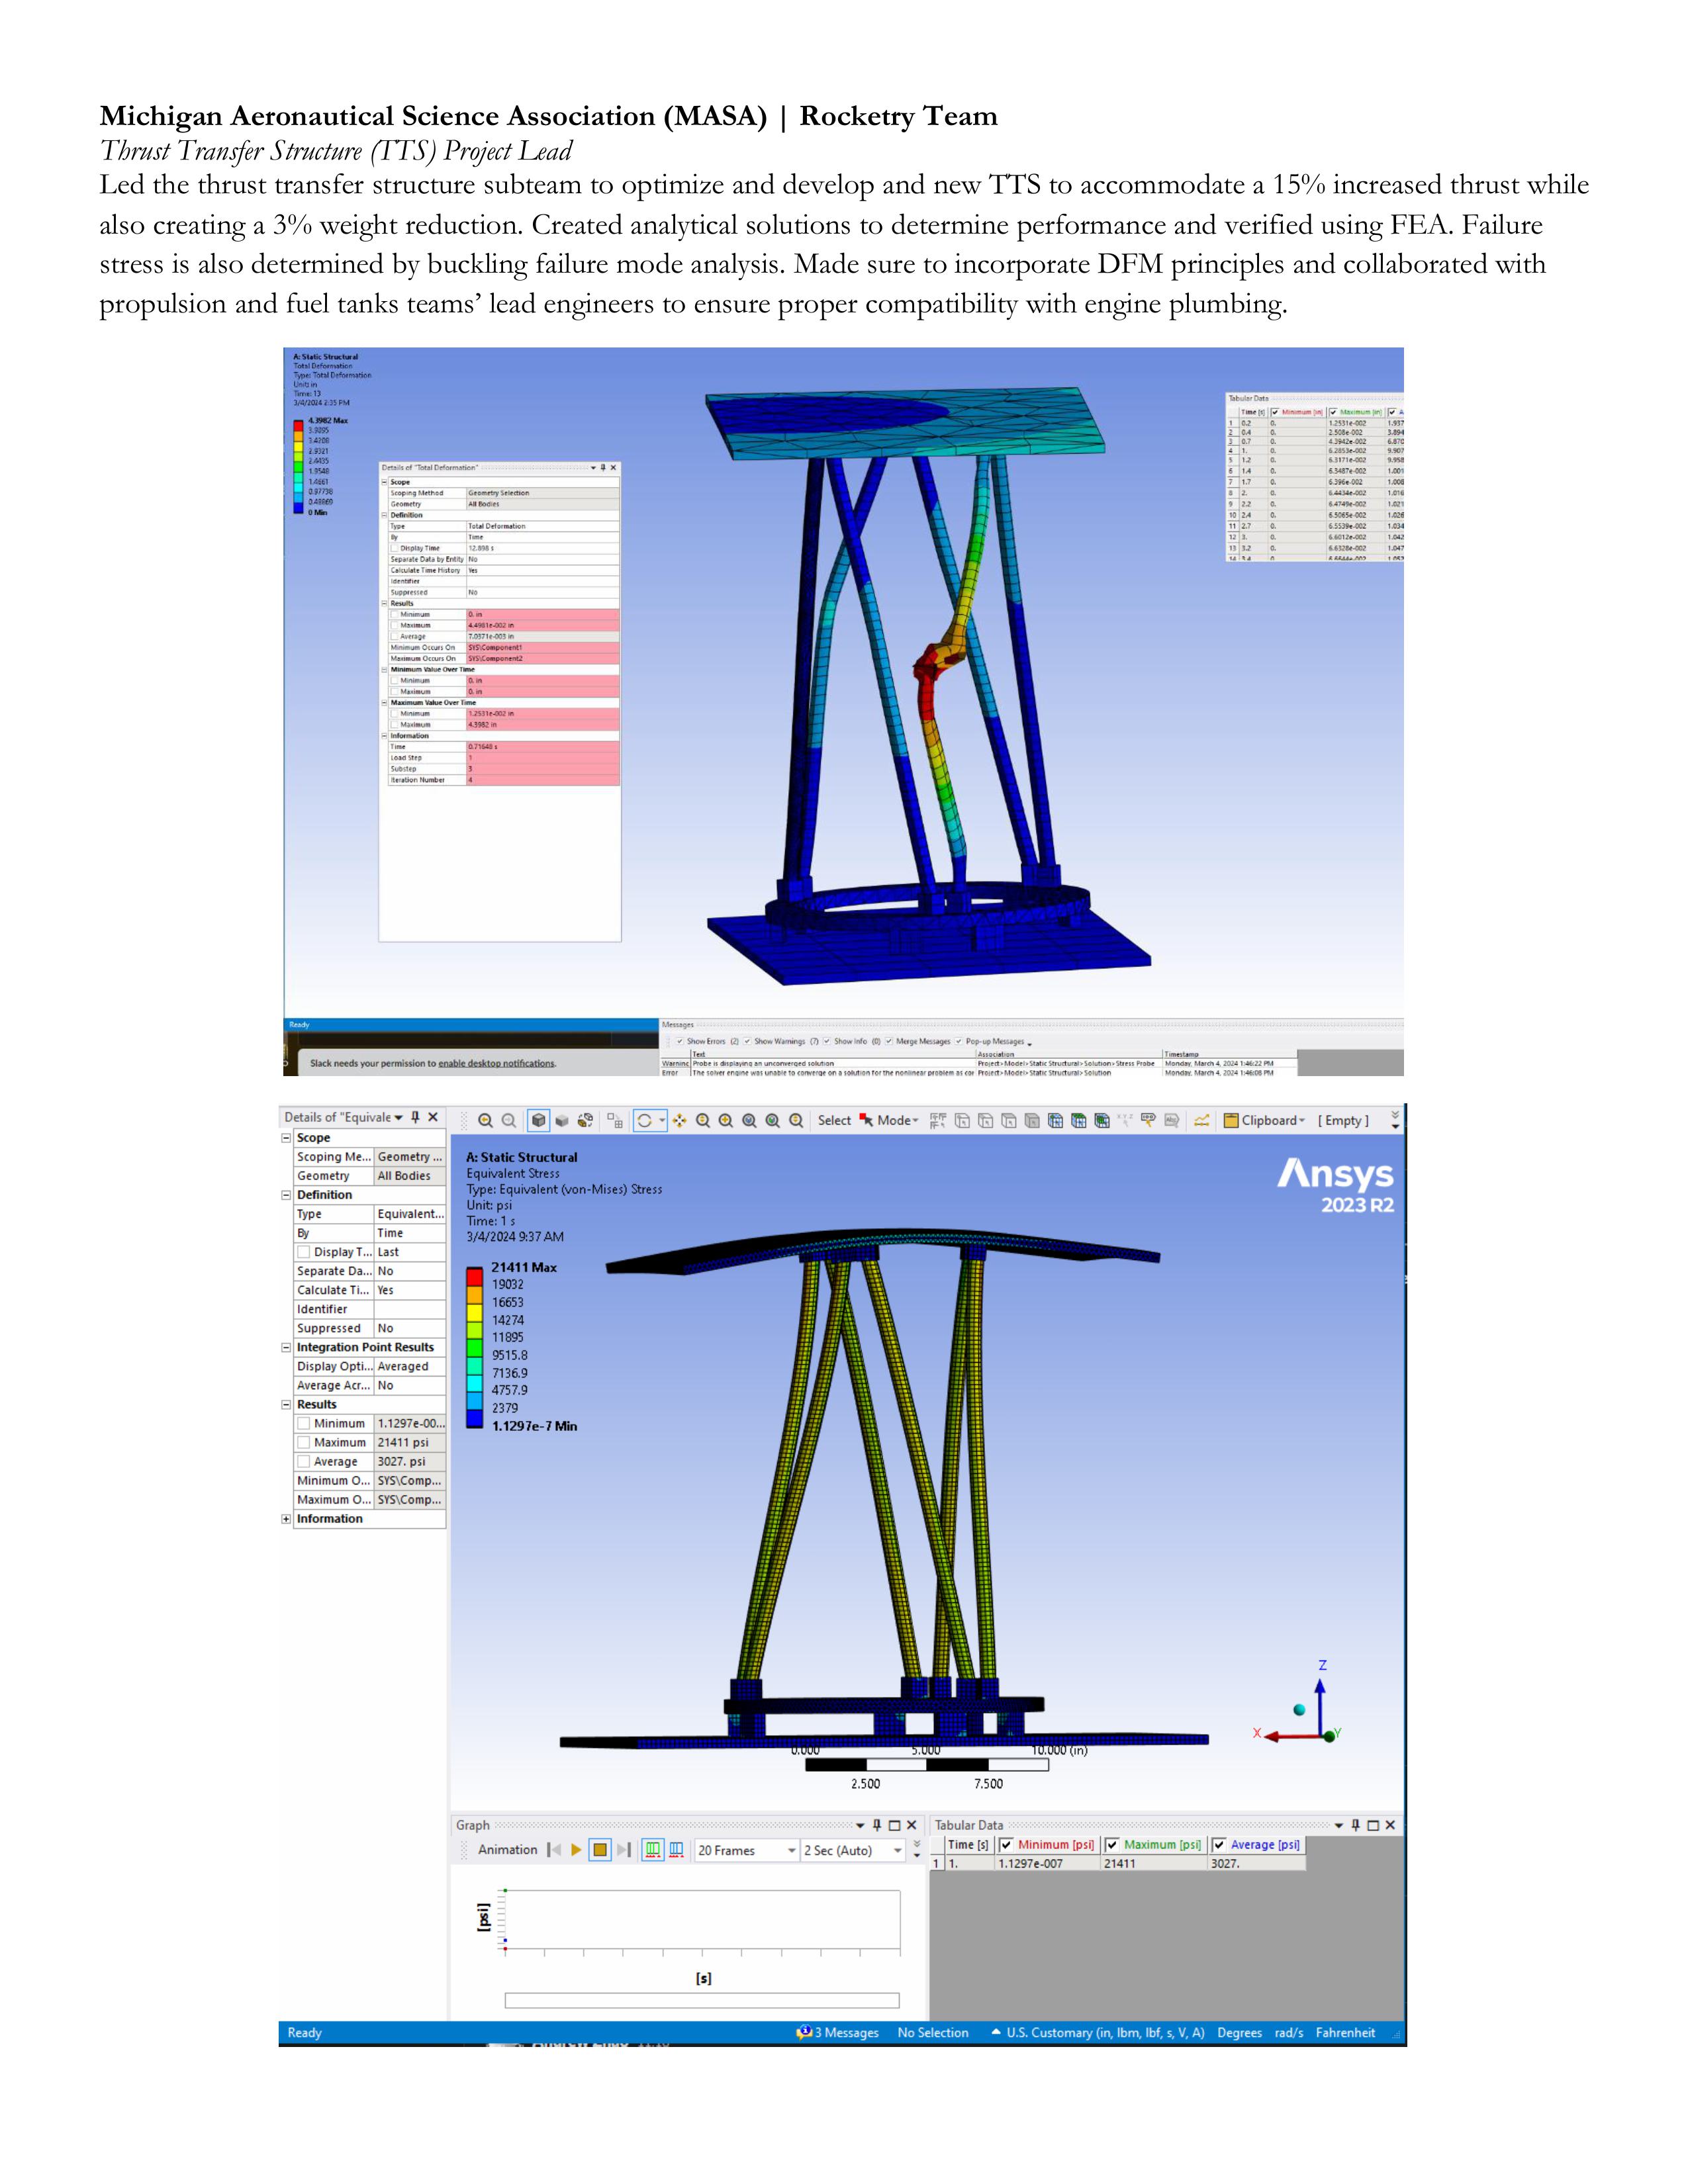 Michigan Aeronautical Science Association (MASA) | Rocketry Team
Thrust Transfer Structure (TTS) Project Lead
Led the thrust transfer structure subteam to optimize and develop and new TTS to accommodate a 15% increased thrust while
also creating a 3% weight reduction. Created analytical solutions to determine performance and verified using FEA. Failure
stress is also determined by buckling failure mode analysis. Made sure to incorporate DFM principles and collaborated with
propulsion and fuel tanks teams’ lead engineers to ensure proper compatibility with engine plumbing.
A: Static Structural
Total Deformation
Type: Total Deformation
Unit: in
Time: 13
3/4/2024 2:35 PM
4.3982 Max
3.9095
3.4208
2.9321
2.4435
1.9548
1.4661
0.97738
0.48869
0 Min
Details of "Total Deformation"
Scope
Scoping Method Geometry Selection
Geometry All Bodies
Definition
Type Total Deformation
By Time
Display Time 12.898 s
Separate Data by Entity No
Calculate Time History Yes
Identifier
Suppressed No
Results
Minimum 0. in
Maximum 4.4981e-002 in
Average 7.0371e-003 in
Minimum Occurs On SYS\Component1
Maximum Occurs On SYS\Component2
Minimum Value Over Time
Minimum 0. in
Maximum 0. in
Maximum Value Over Time
Minimum 1.2531e-002 in
Maximum 4.3982 in
Information
Time 0.71648 s
Load Step 1
Substep 3
Iteration Number 4
Tabular Data
Time [s] Minimum [in] Maximum [in] A
1 0.2 0. 1.2531e-002 1.937
2 0.4 0. 2.508e-002 3.894
3 0.7 0. 4.3942e-002 6.870
4 1. 0. 6.2853e-002 9.907
5 1.2 0. 6.3171e-002 9.958
6 1.4 0. 6.3487e-002 1.001
7 1.7 0. 6.396e-002 1.008
8 2. 0. 6.4434e-002 1.016
9 2.2 0. 6.4749e-002 1.021
10 2.4 0. 6.5065e-002 1.026
11 2.7 0. 6.5539e-002 1.034
12 3. 0. 6.6012e-002 1.042
13 3.2 0. 6.6328e-002 1.047
Ready
Slack needs your permission to enable desktop notifications.
Messages
Show Errors (2) Show Warnings (7) Show Info (0) Merge Messages Pop-up Messages
Text Association Timestamp
Warning Probe is displaying an unconverged solution Project>Model>Static Structural>Solution>Stress Probe Monday, March 4, 2024 1:46:22 PM
Error The solver engine was unable to converge on a solution for the nonlinear problem as cor Project>Model>Static Structural>Solution Monday, March 4, 2024 1:46:08 PM
Details of "Equivale
Select Mode Clipboard [ Empty ]
Scope
Scoping Me... Geometry ...
Geometry All Bodies
Definition
Type Equivalent...
By Time
Display T... Last
Separate Da... No
Calculate Ti... Yes
Identifier
Suppressed No
Integration Point Results
Display Opti... Averaged
Average Acr... No
Results
Minimum 1.1297e-00...
Maximum 21411 psi
Average 3027. psi
Minimum O... SYS\Comp...
Maximum O... SYS\Comp...
Information
A: Static Structural
Equivalent Stress
Type: Equivalent (von-Mises) Stress
Unit: psi
Time: 1 s
3/4/2024 9:37 AM
21411 Max
19032
16653
14274
11895
9515.8
7136.9
4757.9
2379
1.1297e-7 Min
Ansys
2023 R2
Z
X
Y
0.000 5.000 10.000 (in)
2.500 7.500
Graph
Animation 20 Frames 2 Sec (Auto)
[psi]
[s]
Tabular Data
Time [s] Minimum [psi] Maximum [psi] Average [psi]
1 1. 1.1297e-007 21411 3027.
Ready 3 Messages No Selection U.S. Customary (in, lbm, lbf, s, V, A) Degrees rad/s Fahrenheit